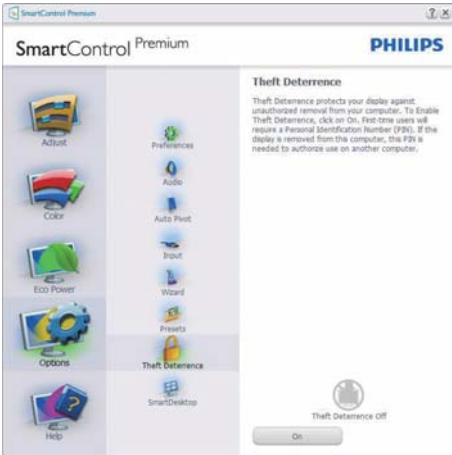 SmartControl Premium
SmartControl Premium
PHILIPS
Adjust
Color
Eco Power
Options
Help
Preferences
Audio
Auto Pivot
Input
Wizard
Presets
Theft Deterrence
SmartDesktop
Theft Deterrence
Theft Deterrence protects your display against
unauthorized removal from your computer. To Enable
Theft Deterrence, click on On. First-time users will
require a Personal Identification Number (PIN). If the
display is removed from this computer, this PIN is
needed to authorize use on another computer.
Theft Deterrence Off
On